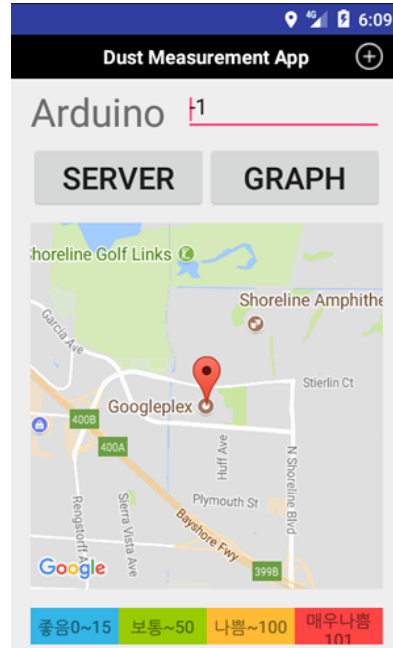 4G 6:09
Dust Measurement App
Arduino -1
SERVER GRAPH
Shoreline Golf Links
Shoreline Amphithe
Garcia Ave
Stierlin Ct
Googleplex
400B
400A
Huff Ave
N Shoreline Blvd
Plymouth St
Rengstorff A
Sierra Vista Ave
Bayshore Fwy
399B
Google
좋음0~15 보통~50 나쁨~100 매우나쁨
101